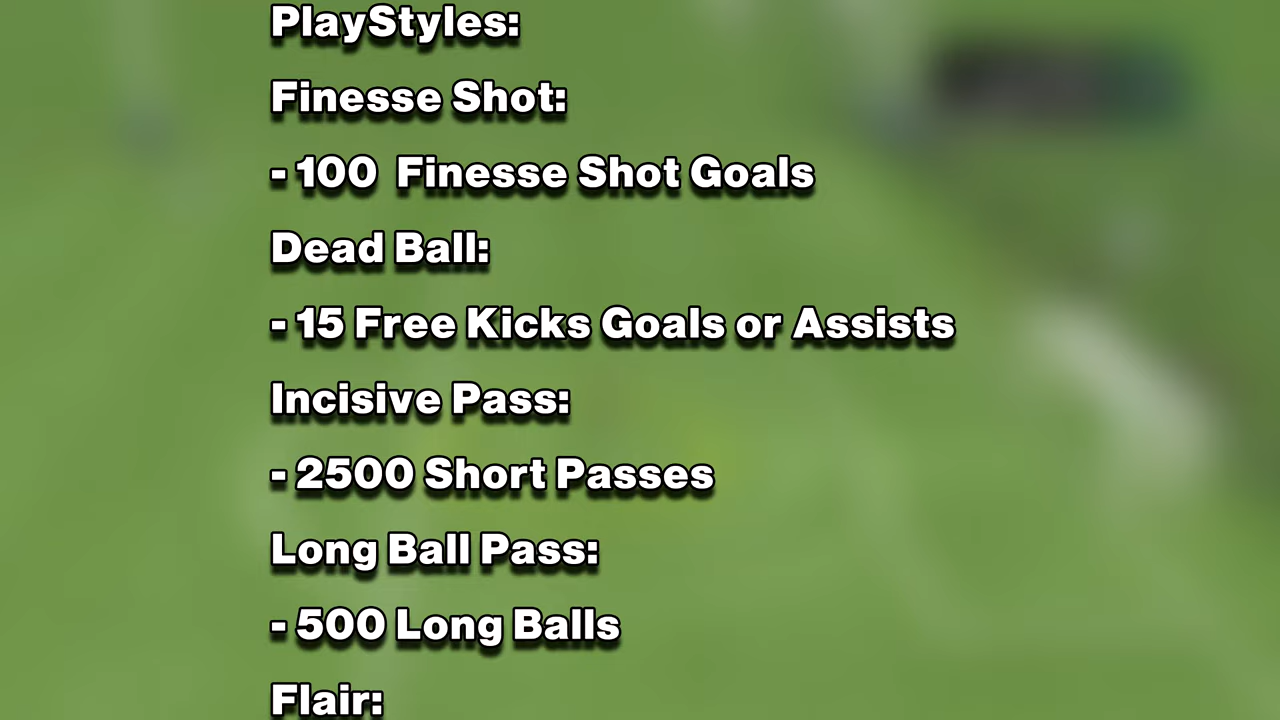 PlayStyles:
Finesse Shot:
- 100 Finesse Shot Goals
Dead Ball:
- 15 Free Kicks Goals or Assists
Incisive Pass:
- 2500 Short Passes
Long Ball Pass:
- 500 Long Balls
Flair: